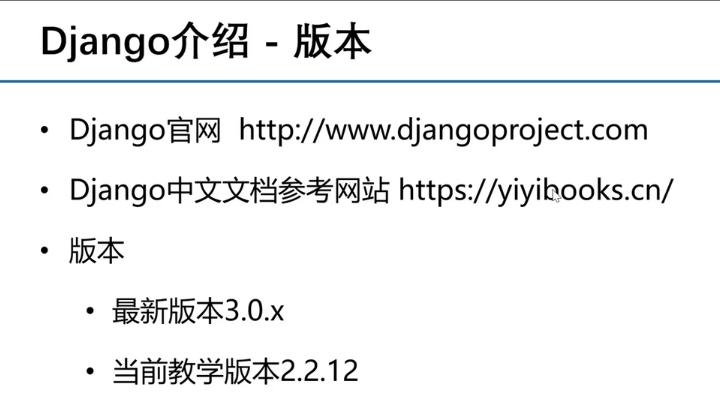 Django介绍 - 版本
• Django官网 http://www.djangoproject.com
• Django中文文档参考网站 https://yiyibooks.cn/
• 版本
• 最新版本3.0.x
• 当前教学版本2.2.12